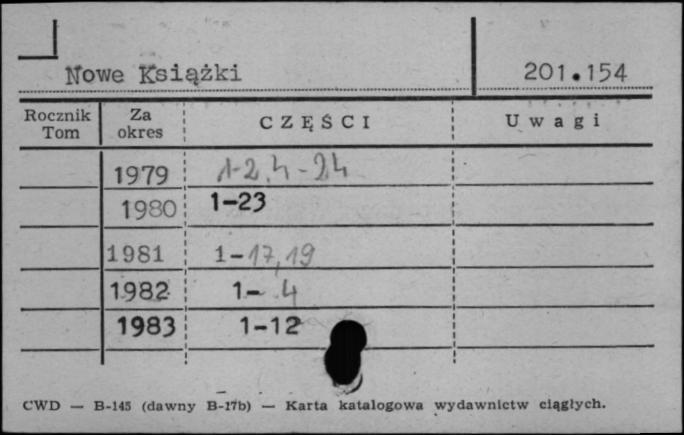 Nowe Książki 201.154
Rocznik Tom Za okres CZĘŚCI Uwagi
1979 1-2,4-24
1980 1-23
1981 1-17,19
1982 1-4
1983 1-12
CWD — B-145 (dawny B-17b) — Karta katalogowa wydawnictw ciągłych.